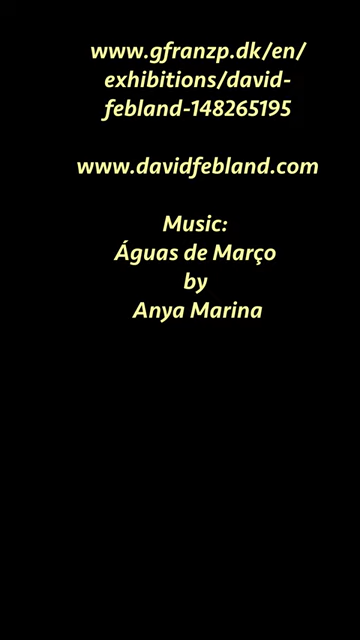 www.gfranzp.dk/en/
exhibitions/david-
febland-148265195
www.davidfebland.com
Music:
Águas de Março
by
Anya Marina